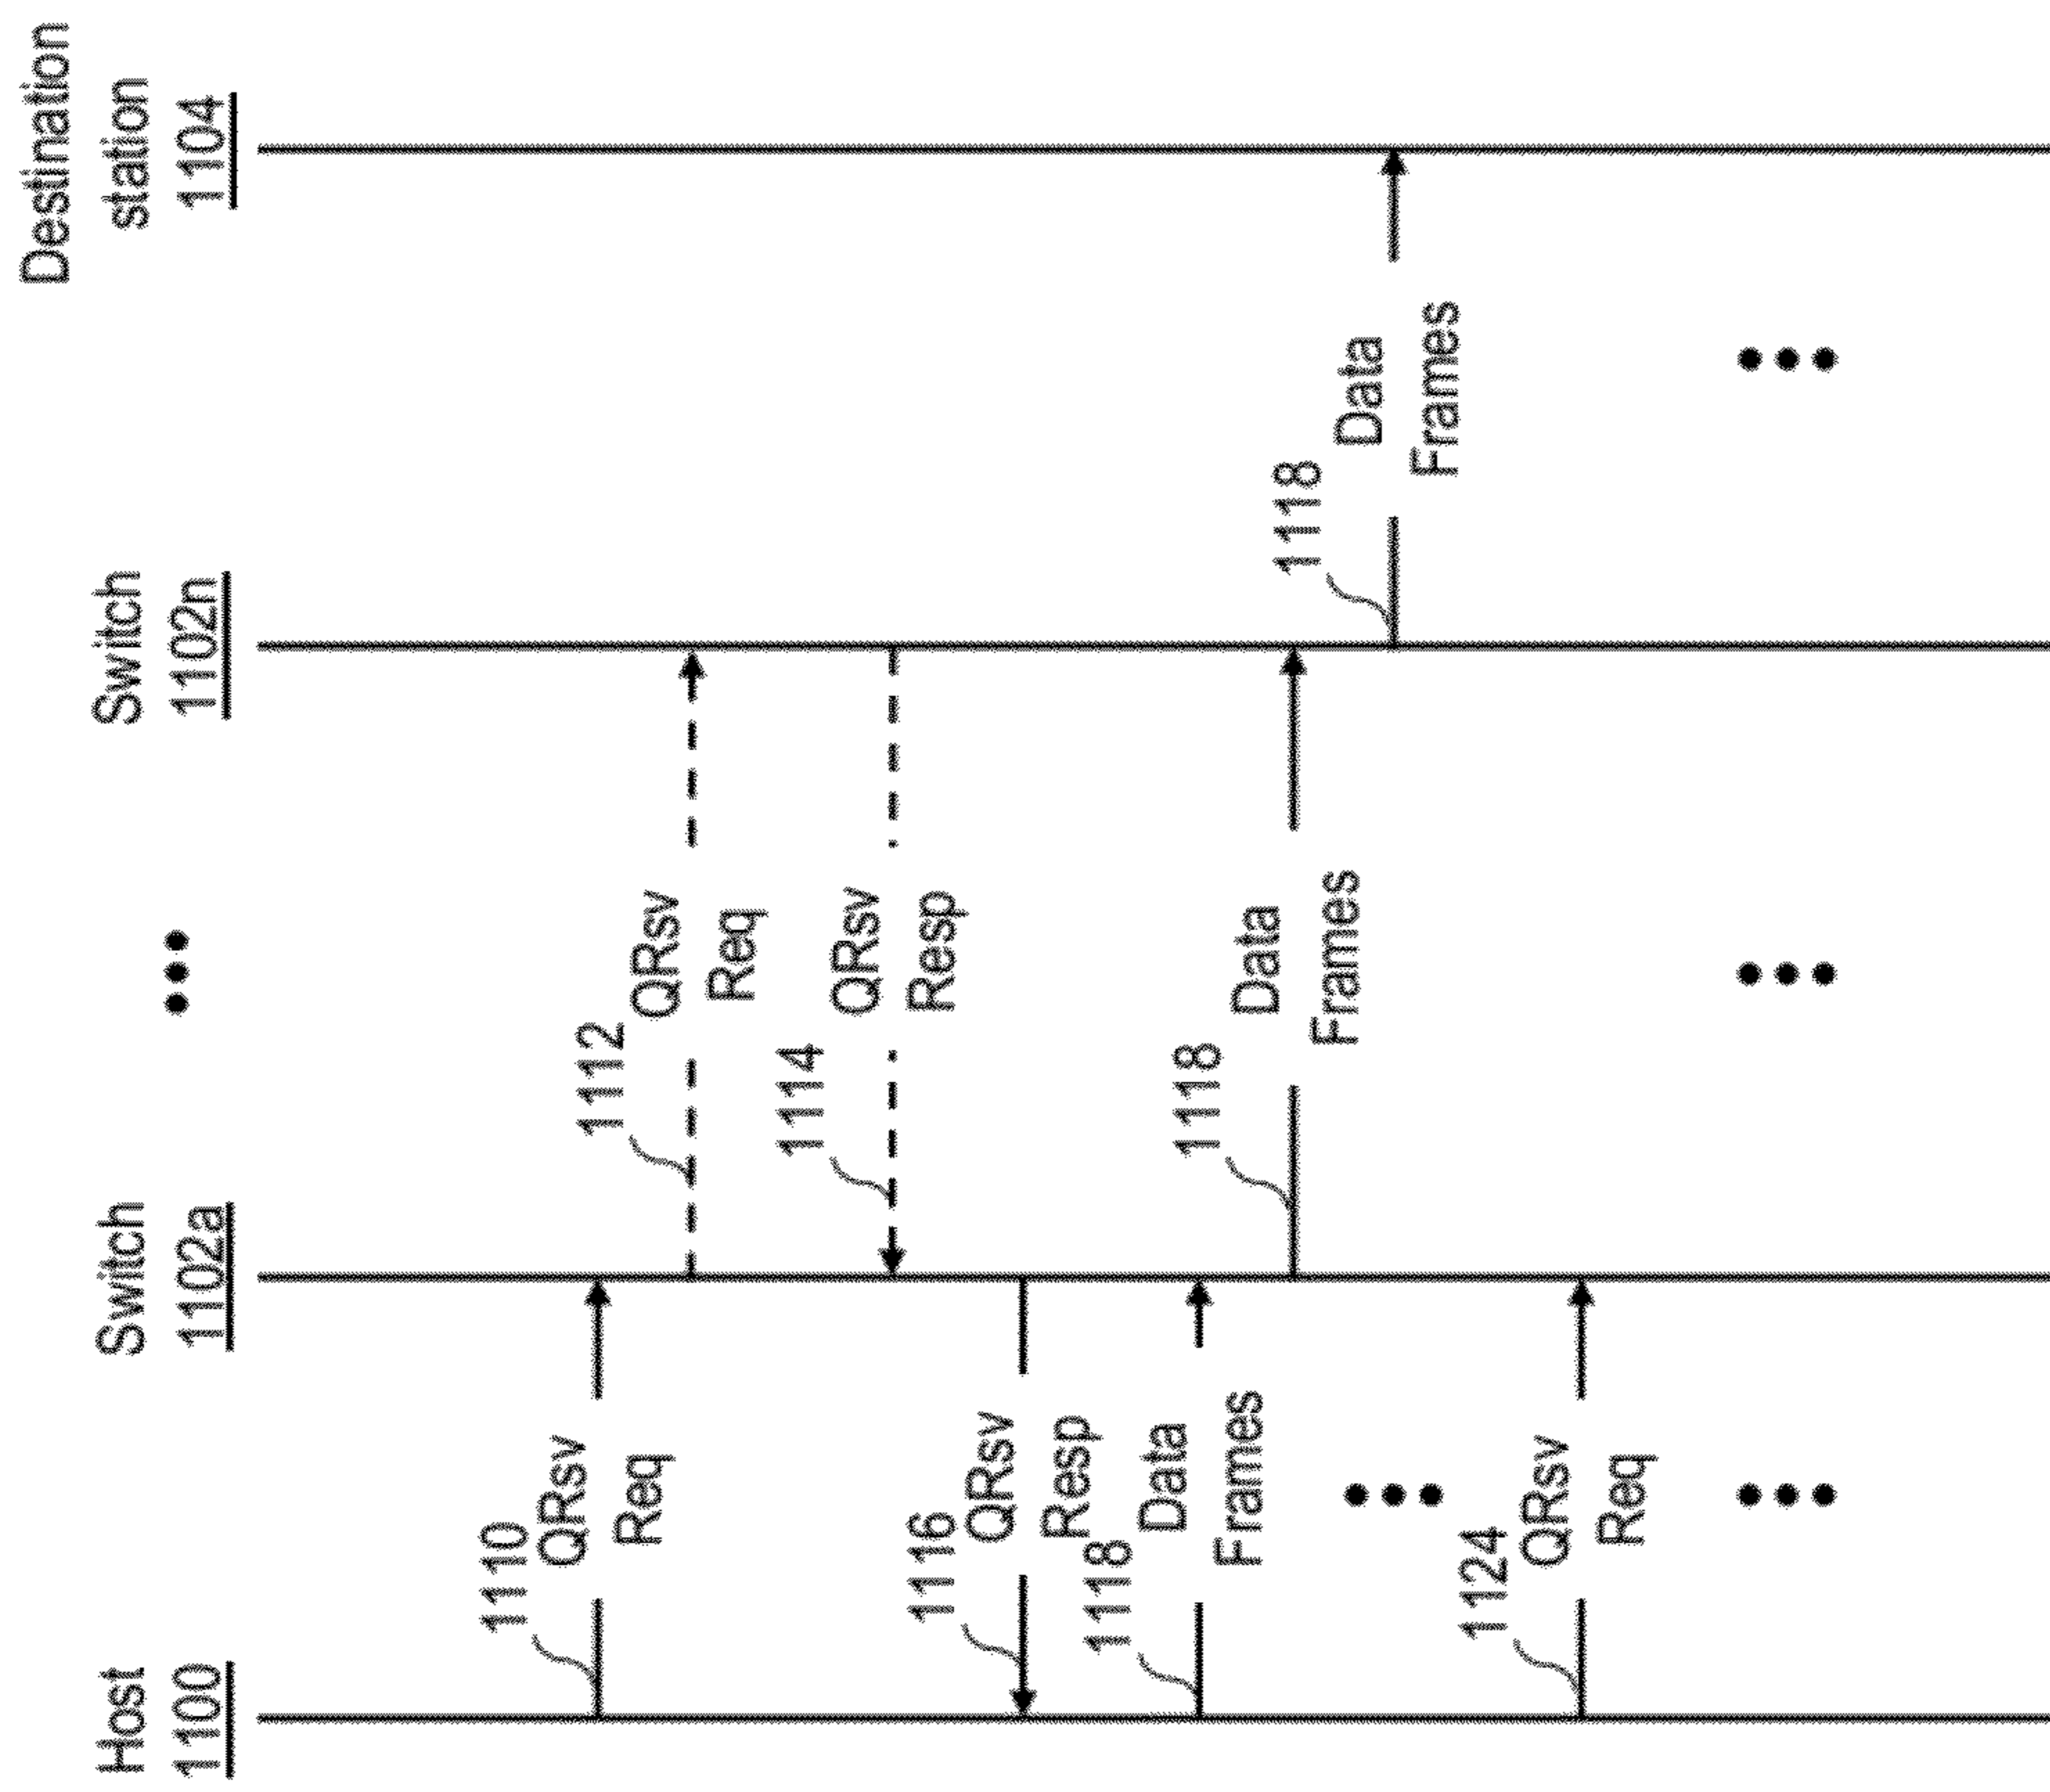 Host
1100
Switch
1102a
Switch
1102n
Destination
station
1104
1110
QRsv
Req
1112
QRsv
Req
1114
QRsv
Resp
1116
QRsv
Resp
1118
Data
Frames
1118
Data
Frames
1118
Data
Frames
1124
QRsv
Req